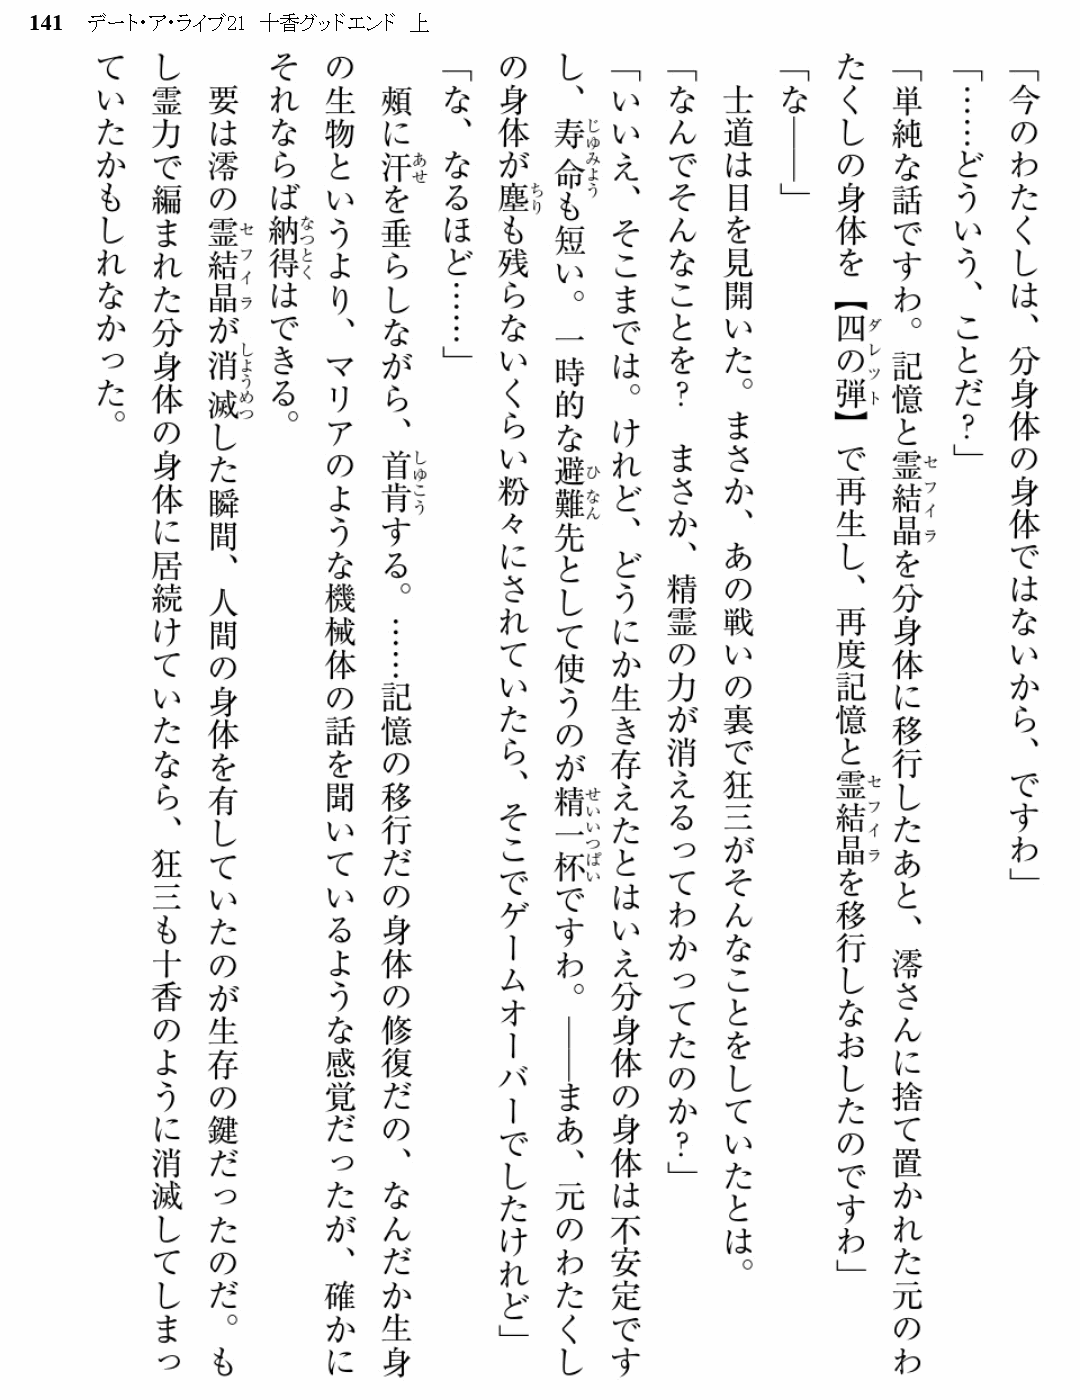 141 デート・ア・ライブ21 十香グッドエンド 上
「今のわたくしは、分身体の身体ではないから、ですわ」
「……どういう、ことだ?」
「単純な話ですわ。記憶と霊結晶を分身体に移行したあと、澪さんに捨て置かれた元のわ
たくしの身体を【四の弾】で再生し、再度記憶と霊結晶を移行しなおしたのですわ」
「な――」
　士道は目を見開いた。まさか、あの戦いの裏で狂三がそんなことをしていたとは。
「なんでそんなことを?　まさか、精霊の力が消えるってわかってたのか?」
「いいえ、そこまでは。けれど、どうにか生き存えたとはいえ分身体の身体は不安定です
し、寿命も短い。一時的な避難先として使うのが精一杯ですわ。――まあ、元のわたくし
の身体が塵も残らないくらい粉々にされていたら、そこでゲームオーバーでしたけれど」
「な、なるほど……」
　頰に汗を垂らしながら、首肯する。……記憶の移行だの身体の修復だの、なんだか生身
の生物というより、マリアのような機械体の話を聞いているような感覚だったが、確かに
それならば納得はできる。
　要は澪の霊結晶が消滅した瞬間、人間の身体を有していたのが生存の鍵だったのだ。も
し霊力で編まれた分身体の身体に居続けていたなら、狂三も十香のように消滅してしまっ
ていたかもしれなかった。